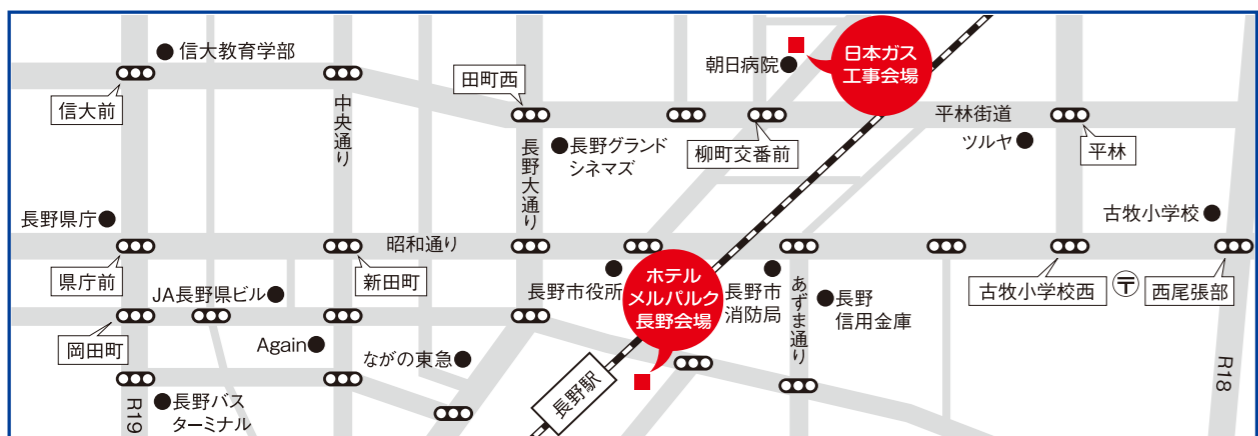 信大教育学部
信大前
中央通り
田町西
朝日病院
日本ガス
工事会場
平林街道
ツルヤ
平林
長野グランド
シネマズ
柳町交番前
長野大通り
長野県庁
県庁前
昭和通り
新田町
古牧小学校
古牧小学校西
〒
西尾張部
JA長野県ビル
長野市役所
ホテル
メルパルク
長野会場
長野市
消防局
あずま通り
長野
信用金庫
岡田町
Again
ながの東急
長野駅
R19
長野バス
ターミナル
R18